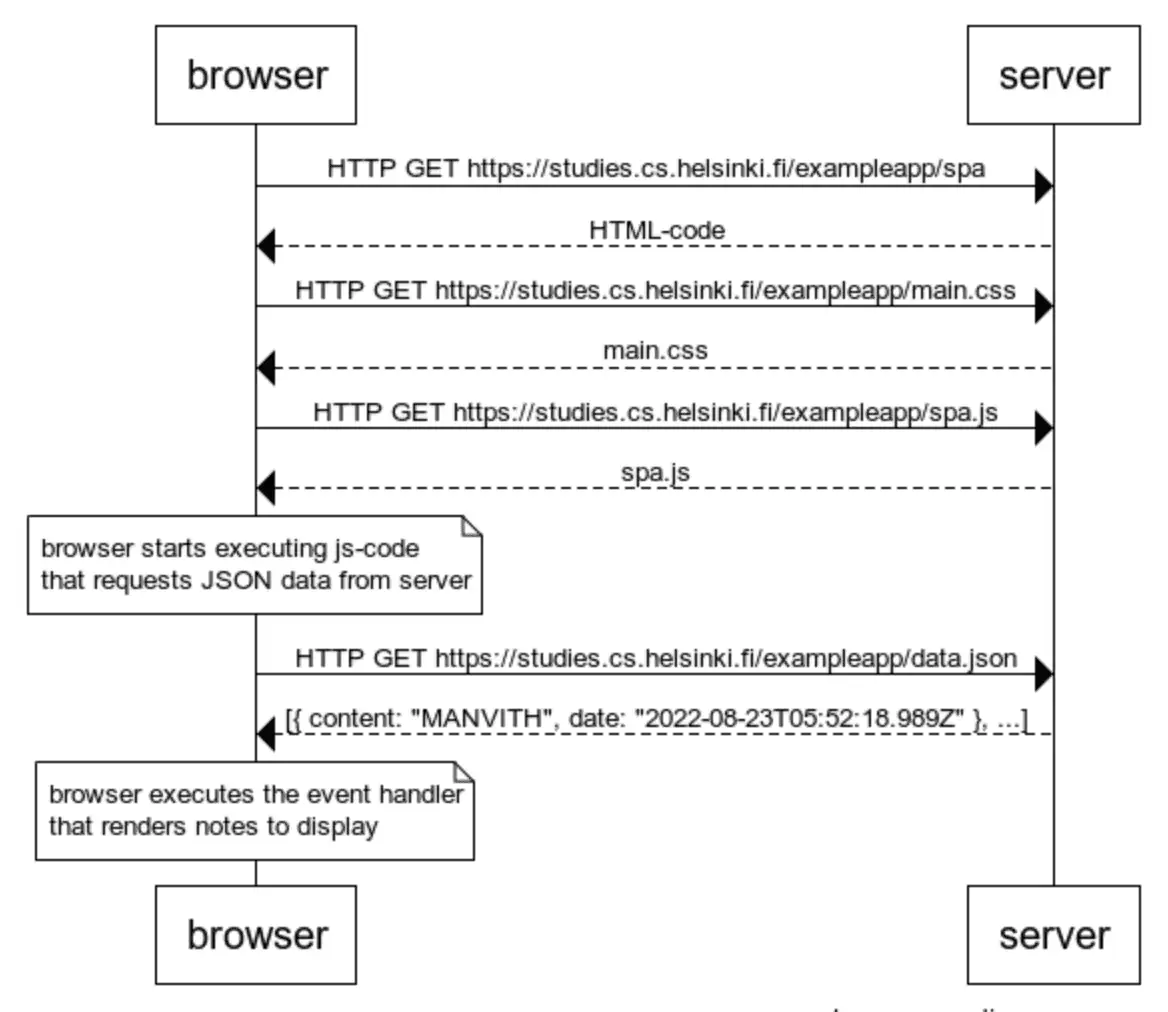 browser
server
HTTP GET https://studies.cs.helsinki.fi/exampleapp/spa
HTML-code
HTTP GET https://studies.cs.helsinki.fi/exampleapp/main.css
main.css
HTTP GET https://studies.cs.helsinki.fi/exampleapp/spa.js
spa.js
browser starts executing js-code
that requests JSON data from server
HTTP GET https://studies.cs.helsinki.fi/exampleapp/data.json
[{ content: "MANVITH", date: "2022-08-23T05:52:18.989Z" }, ...]
browser executes the event handler
that renders notes to display
browser
server